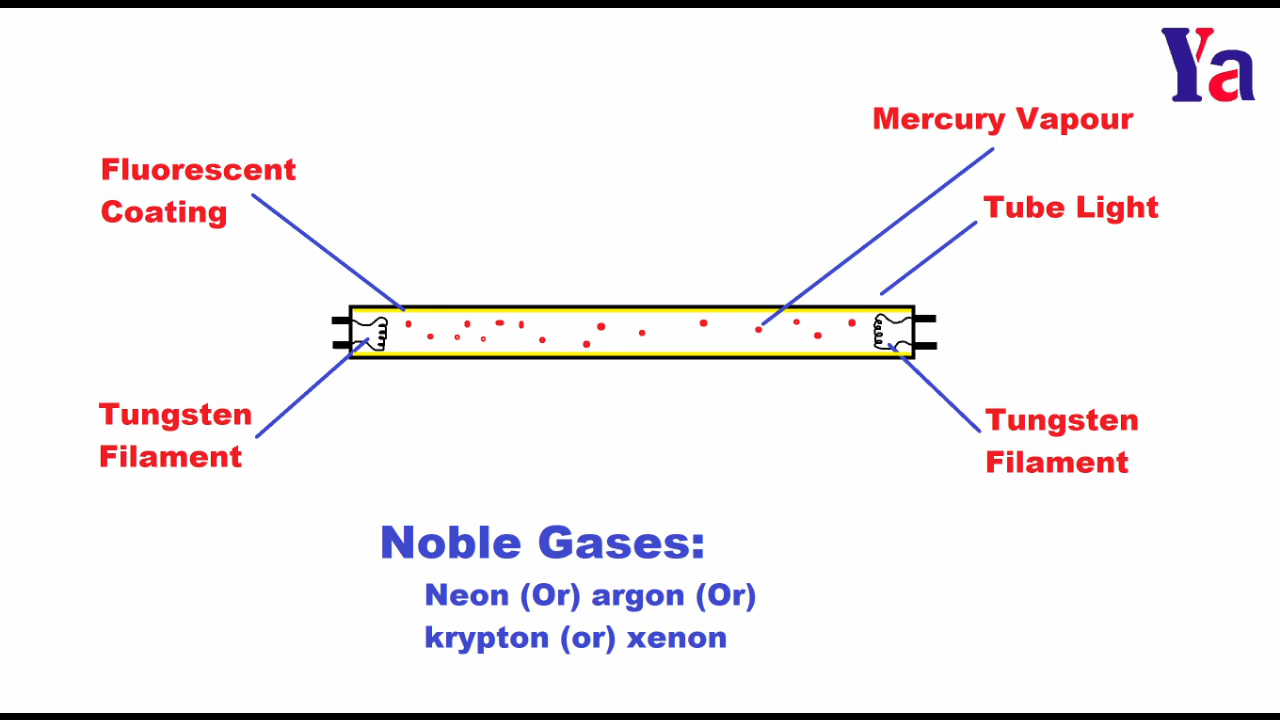 Ya
Mercury Vapour
Fluorescent
Coating
Tube Light
Tungsten
Filament
Tungsten
Filament
Noble Gases:
Neon (Or) argon (Or)
krypton (or) xenon